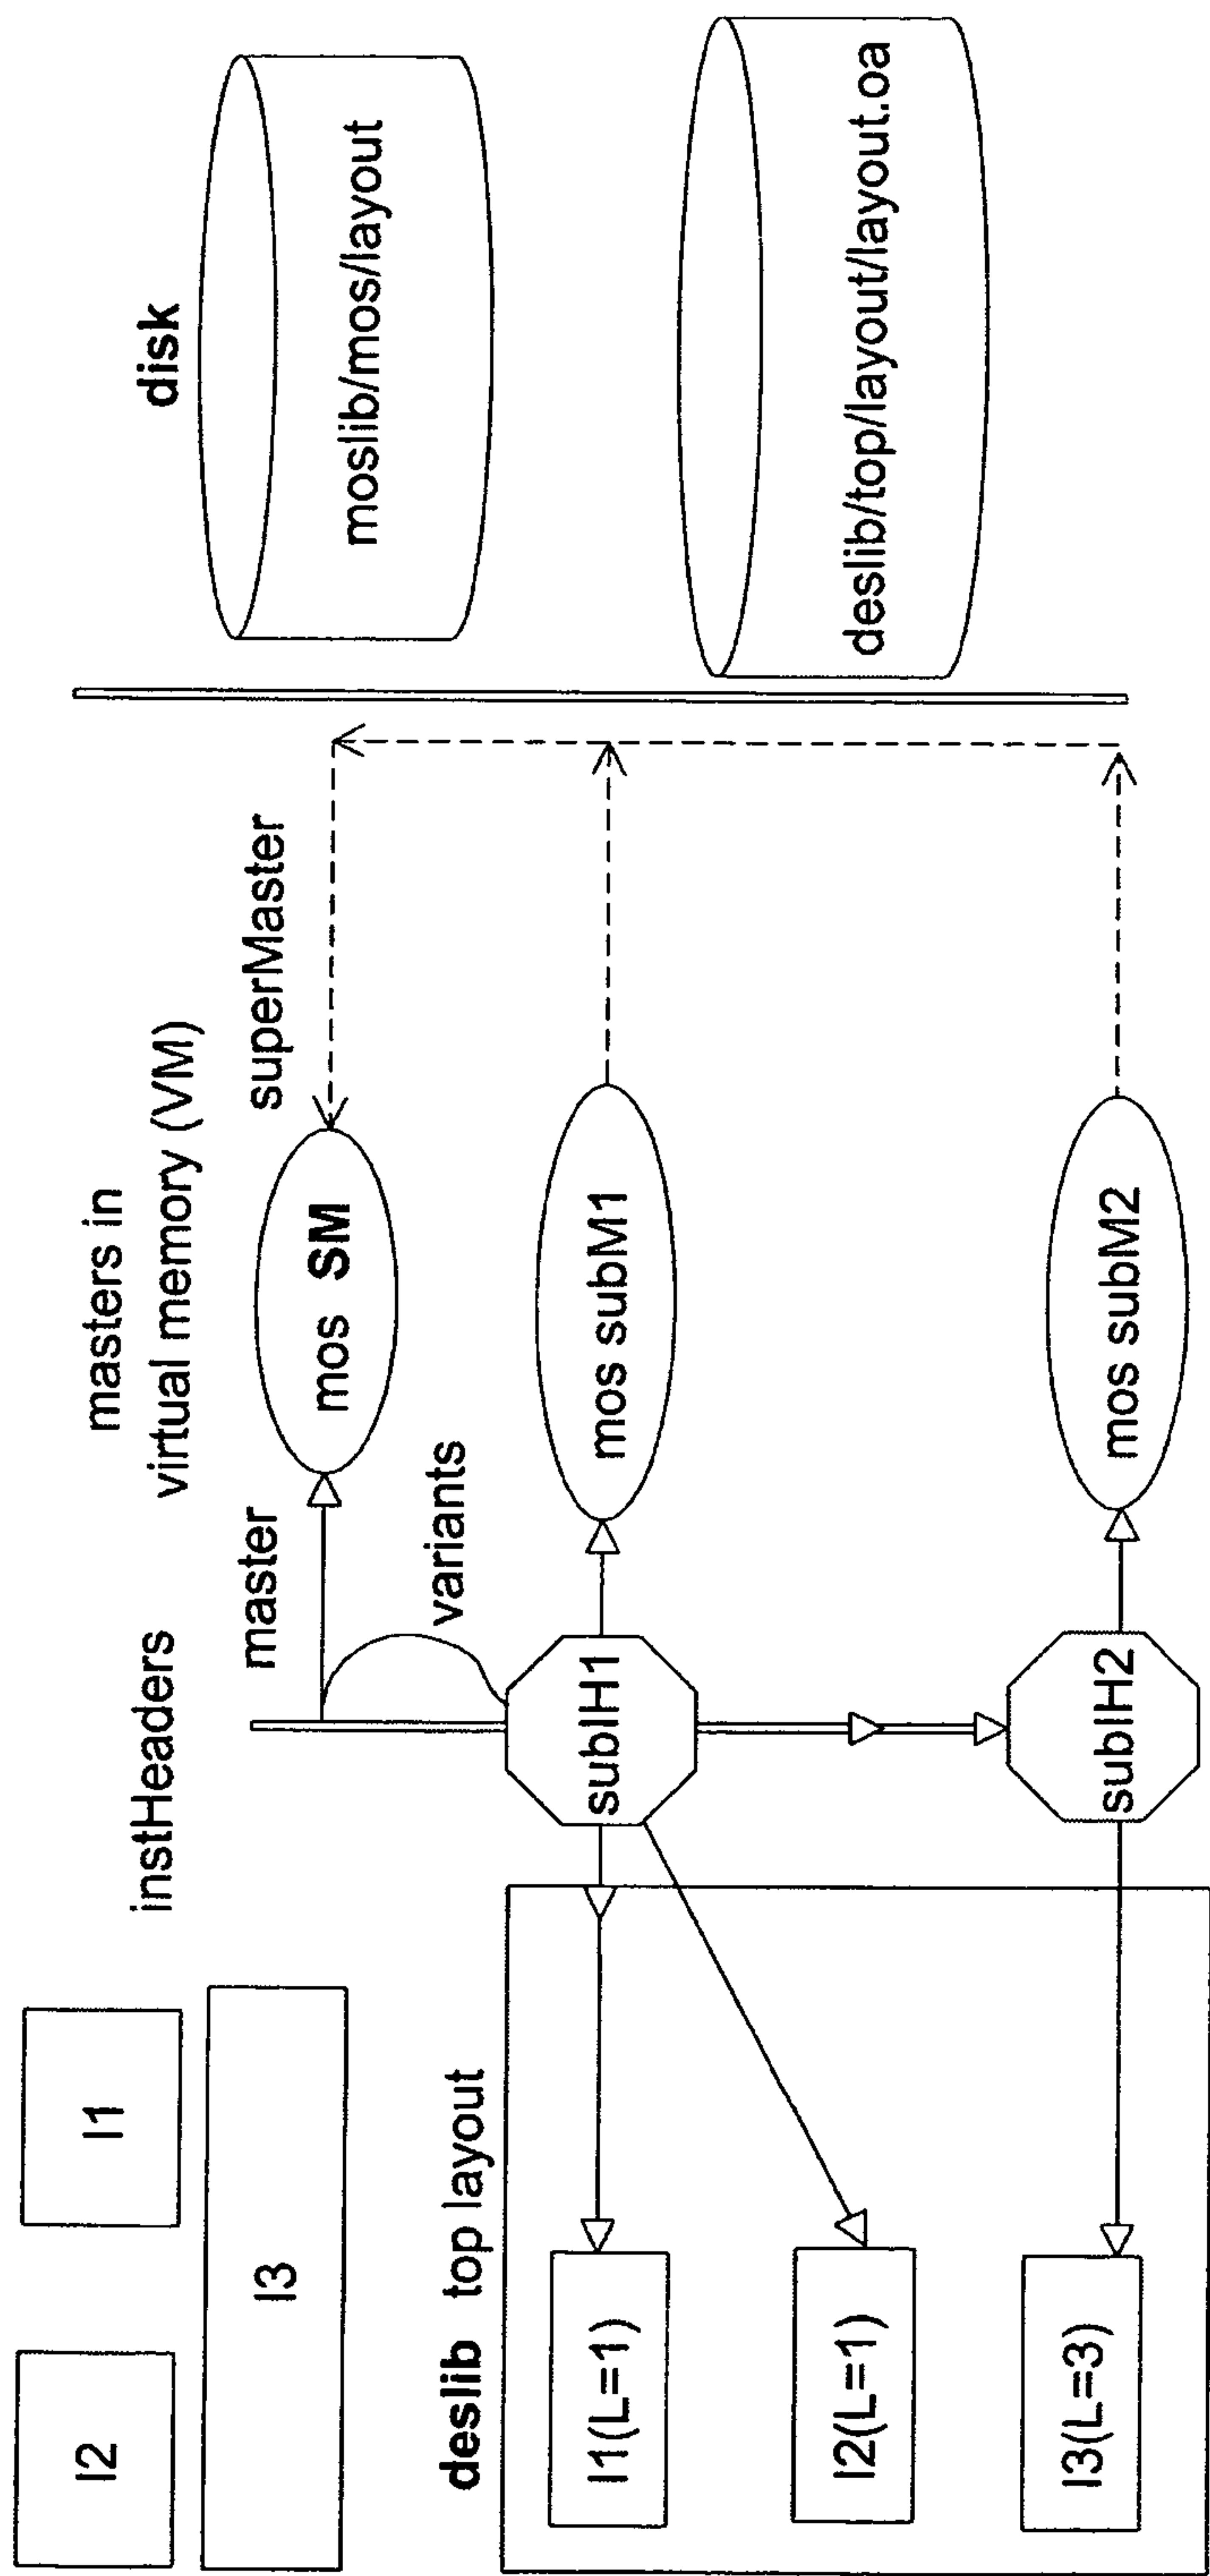 I2
I1
I3
instHeaders
masters in
virtual memory (VM)
disk
master
superMaster
mos SM
moslib/mos/layout
variants
deslib top layout
I1(L=1)
subIH1
mos subM1
I2(L=1)
deslib/top/layout/layout.oa
I3(L=3)
subIH2
mos subM2